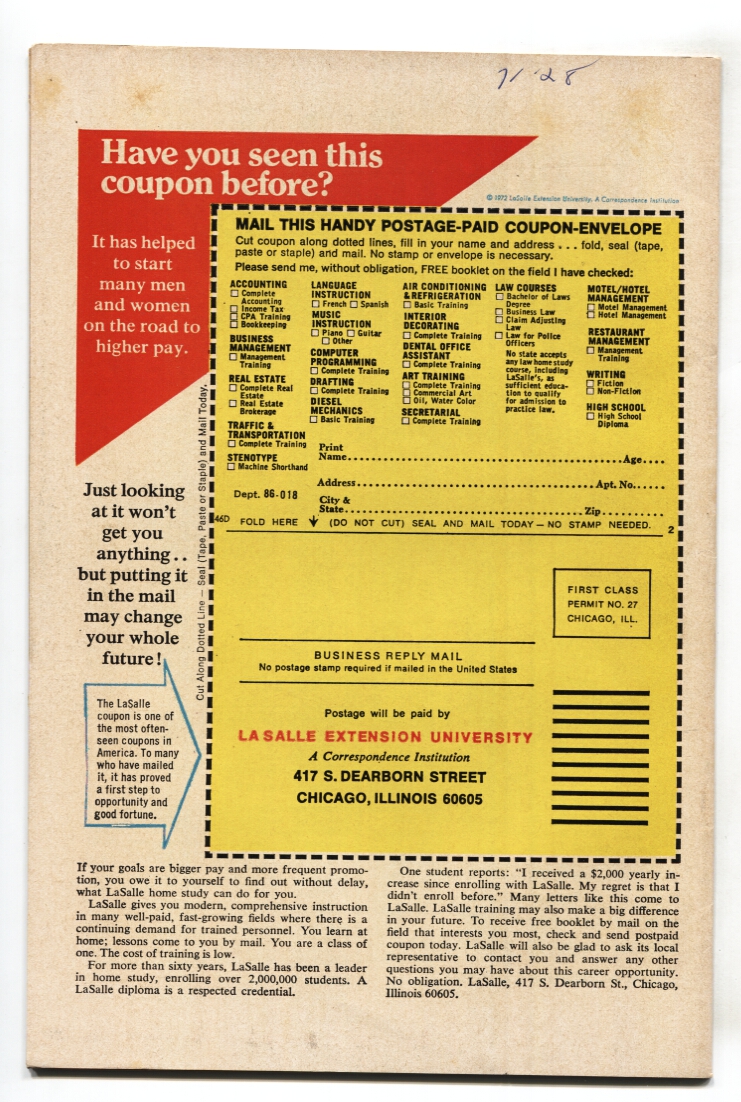 71·28
Have you seen this
coupon before?
© 1972 LaSalle Extension University, A Correspondence Institution
It has helped
to start
many men
and women
on the road to
higher pay.
MAIL THIS HANDY POSTAGE-PAID COUPON-ENVELOPE
Cut coupon along dotted lines, fill in your name and address . . . fold, seal (tape,
paste or staple) and mail. No stamp or envelope is necessary.
Please send me, without obligation, FREE booklet on the field I have checked:
ACCOUNTING
Complete
Accounting
Income Tax
CPA Training
Bookkeeping
BUSINESS
MANAGEMENT
Management
Training
REAL ESTATE
Complete Real
Estate
Real Estate
Brokerage
TRAFFIC &
TRANSPORTATION
Complete Training
STENOTYPE
Machine Shorthand
LANGUAGE
INSTRUCTION
French Spanish
MUSIC
INSTRUCTION
Piano Guitar
Other
COMPUTER
PROGRAMMING
Complete Training
DRAFTING
Complete Training
DIESEL
MECHANICS
Basic Training
AIR CONDITIONING
& REFRIGERATION
Basic Training
INTERIOR
DECORATING
Complete Training
DENTAL OFFICE
ASSISTANT
Complete Training
ART TRAINING
Complete Training
Commercial Art
Oil, Water Color
SECRETARIAL
Complete Training
LAW COURSES
Bachelor of Laws
Degree
Business Law
Claim Adjusting
Law
Law for Police
Officers
No state accepts
any law home study
course, including
LaSalle's, as
sufficient educa-
tion to qualify
for admission to
practice law.
MOTEL/HOTEL
MANAGEMENT
Motel Management
Hotel Management
RESTAURANT
MANAGEMENT
Management
Training
WRITING
Fiction
Non-Fiction
HIGH SCHOOL
High School
Diploma
Print
Name Age
Address Apt. No.
Dept. 86-018
City &
State Zip
46D FOLD HERE (DO NOT CUT) SEAL AND MAIL TODAY — NO STAMP NEEDED. 2
Cut Along Dotted Line — Seal (Tape, Paste or Staple) and Mail Today.
Just looking
at it won't
get you
anything . .
but putting it
in the mail
may change
your whole
future!
The LaSalle
coupon is one of
the most often-
seen coupons in
America. To many
who have mailed
it, it has proved
a first step to
opportunity and
good fortune.
FIRST CLASS
PERMIT NO. 27
CHICAGO, ILL.
BUSINESS REPLY MAIL
No postage stamp required if mailed in the United States
Postage will be paid by
LA SALLE EXTENSION UNIVERSITY
A Correspondence Institution
417 S. DEARBORN STREET
CHICAGO, ILLINOIS 60605
If your goals are bigger pay and more frequent promo-
tion, you owe it to yourself to find out without delay,
what LaSalle home study can do for you.
LaSalle gives you modern, comprehensive instruction
in many well-paid, fast-growing fields where there is a
continuing demand for trained personnel. You learn at
home; lessons come to you by mail. You are a class of
one. The cost of training is low.
For more than sixty years, LaSalle has been a leader
in home study, enrolling over 2,000,000 students. A
LaSalle diploma is a respected credential.
One student reports: "I received a $2,000 yearly in-
crease since enrolling with LaSalle. My regret is that I
didn't enroll before." Many letters like this come to
LaSalle. LaSalle training may also make a big difference
in your future. To receive free booklet by mail on the
field that interests you most, check and send postpaid
coupon today. LaSalle will also be glad to ask its local
representative to contact you and answer any other
questions you may have about this career opportunity.
No obligation. LaSalle, 417 S. Dearborn St., Chicago,
Illinois 60605.